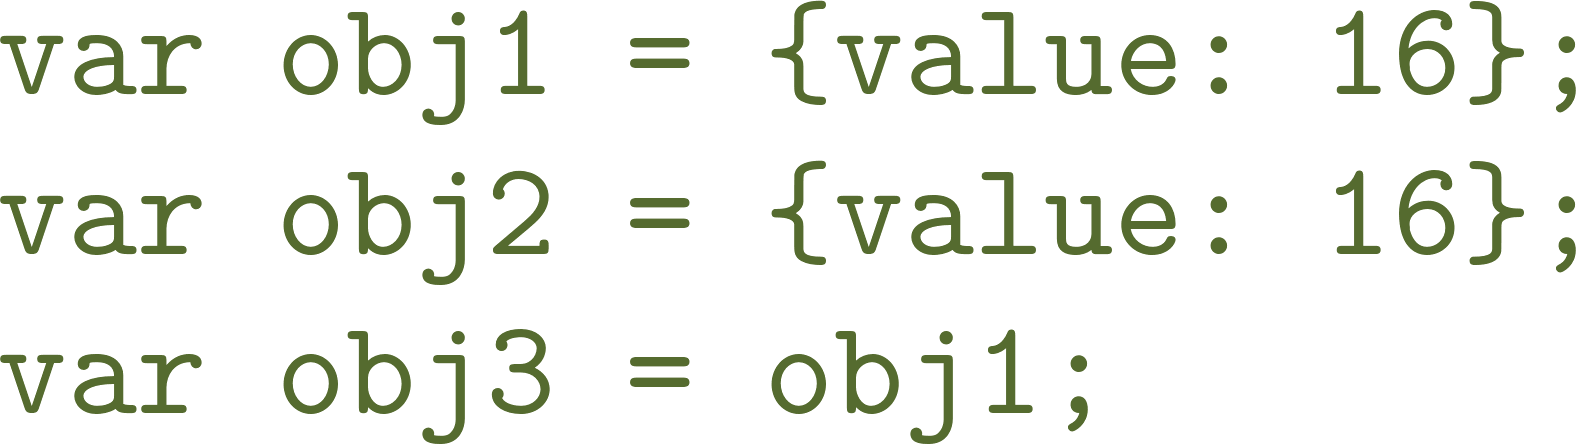 var obj1 = {value: 16};
var obj2 = {value: 16};
var obj3 = obj1;